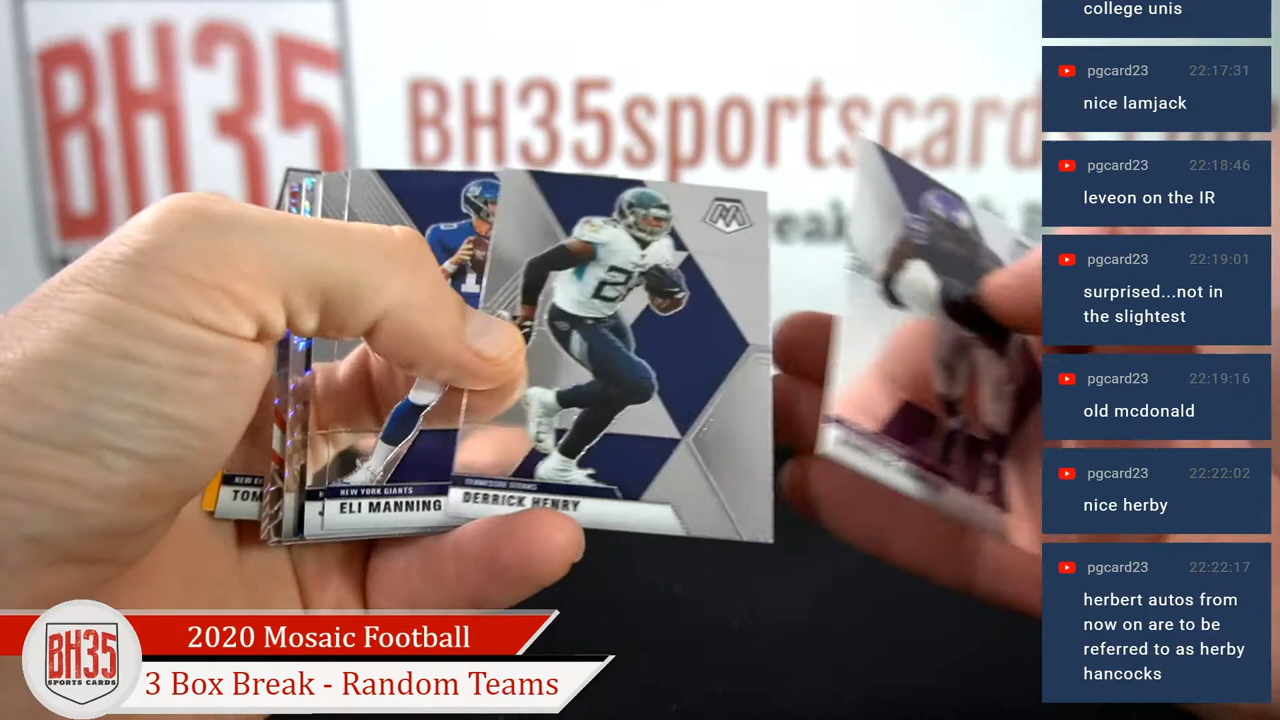 BH35
BH35sportscards
NEW YORK GIANTS
ELI MANNING
TENNESSEE TITANS
DERRICK HENRY
TOM
2020 Mosaic Football
3 Box Break - Random Teams
BH35
SPORTS CARDS
college unis
pgcard23 22:17:31
nice lamjack
pgcard23 22:18:46
leveon on the IR
pgcard23 22:19:01
surprised...not in
the slightest
pgcard23 22:19:16
old mcdonald
pgcard23 22:22:02
nice herby
pgcard23 22:22:17
herbert autos from
now on are to be
referred to as herby
hancocks